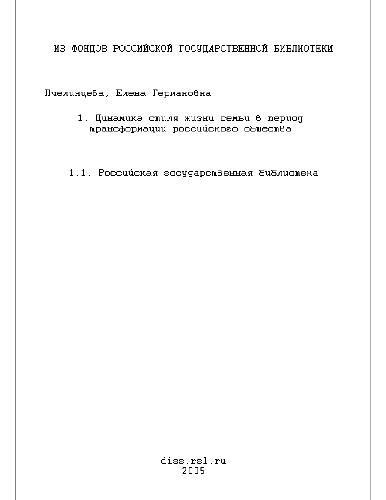 ИЗ ФОНДОВ РОССИЙСКОЙ ГОСУДАРСТВЕННОЙ БИБЛИОТЕКИ
Пчелинцева, Елена Германовна
1. Динамика стиля жизни семьи в период
трансформации российского общества
1.1. Российская государственная библиотека
diss.rsl.ru
2005